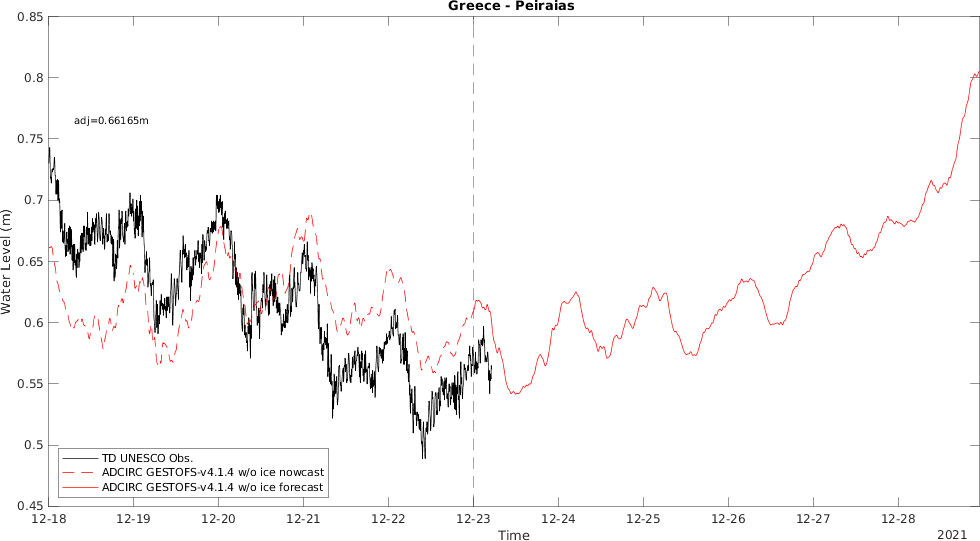 Greece - Peiraias
0.85
0.8
0.75
0.7
0.65
0.6
0.55
0.5
0.45
Water Level (m)
adj=0.66165m
TD UNESCO Obs.
ADCIRC GESTOFS-v4.1.4 w/o ice nowcast
ADCIRC GESTOFS-v4.1.4 w/o ice forecast
12-18 12-19 12-20 12-21 12-22 12-23 12-24 12-25 12-26 12-27 12-28
Time
2021